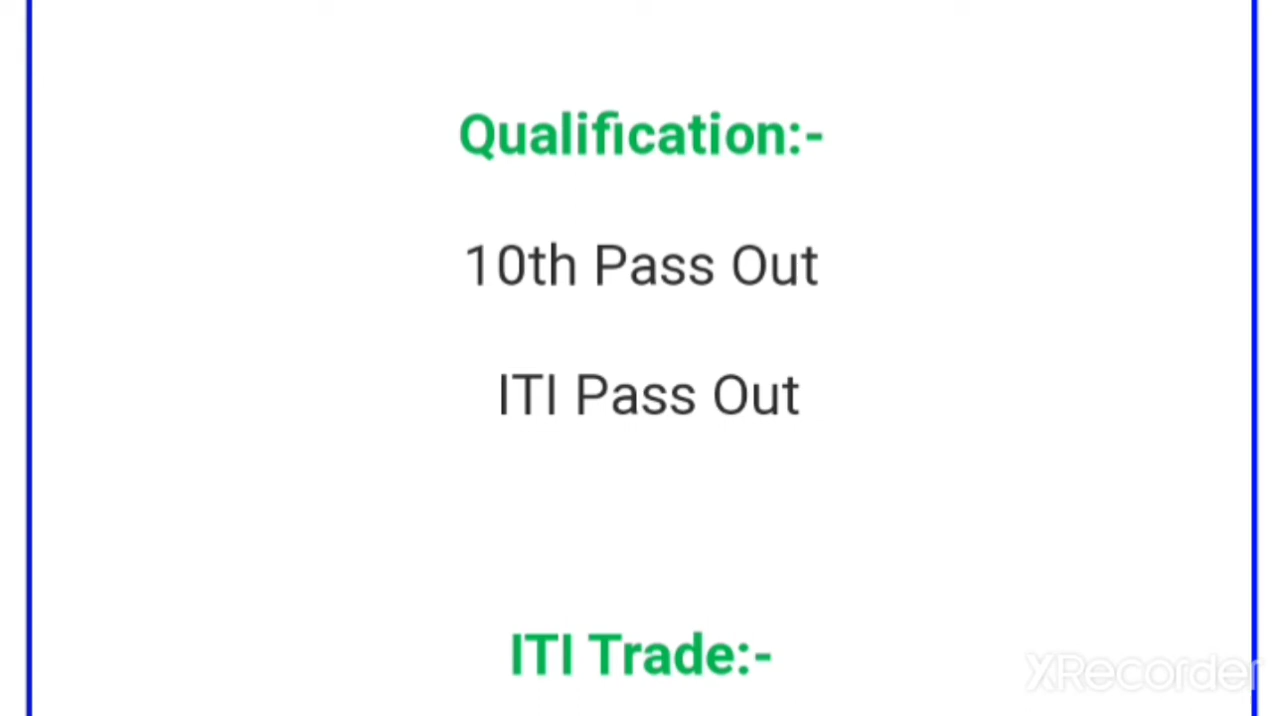 Qualification:-
10th Pass Out
ITI Pass Out
ITI Trade:-
XRecorder